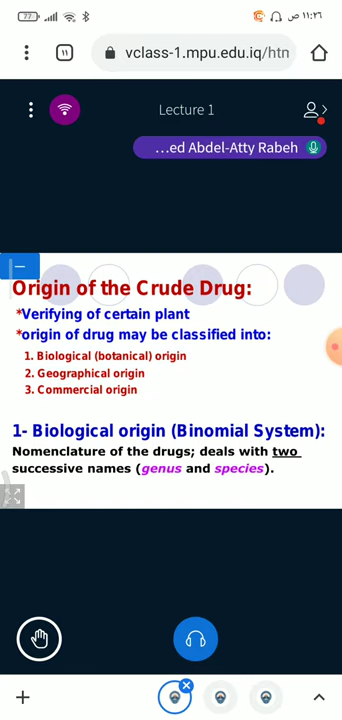 77
١١:٢٦ ص
١١
vclass-1.mpu.edu.iq/htn
Lecture 1
...ed Abdel-Atty Rabeh
Origin of the Crude Drug:
*Verifying of certain plant
*origin of drug may be classified into:
1. Biological (botanical) origin
2. Geographical origin
3. Commercial origin
1- Biological origin (Binomial System):
Nomenclature of the drugs; deals with two
successive names (genus and species).